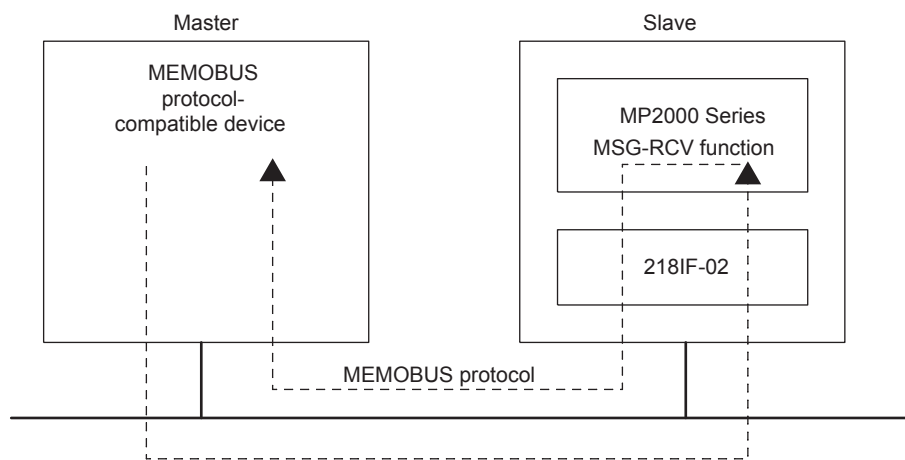 Master
Slave
MEMOBUS
protocol-
compatible device
MP2000 Series
MSG-RCV function
218IF-02
MEMOBUS protocol